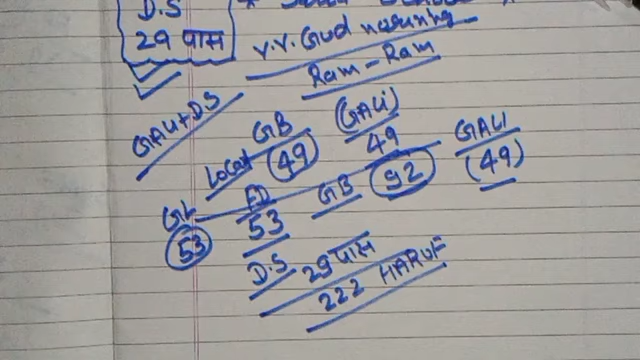 D.S
29 पास
Y.Y. Gud
Ram-Ram
GALI+DS
Local GB (49)
(GALI) 49
GALI (49)
GL 53
FD 53
GB 92
D.S 29 पास
222 HARUF